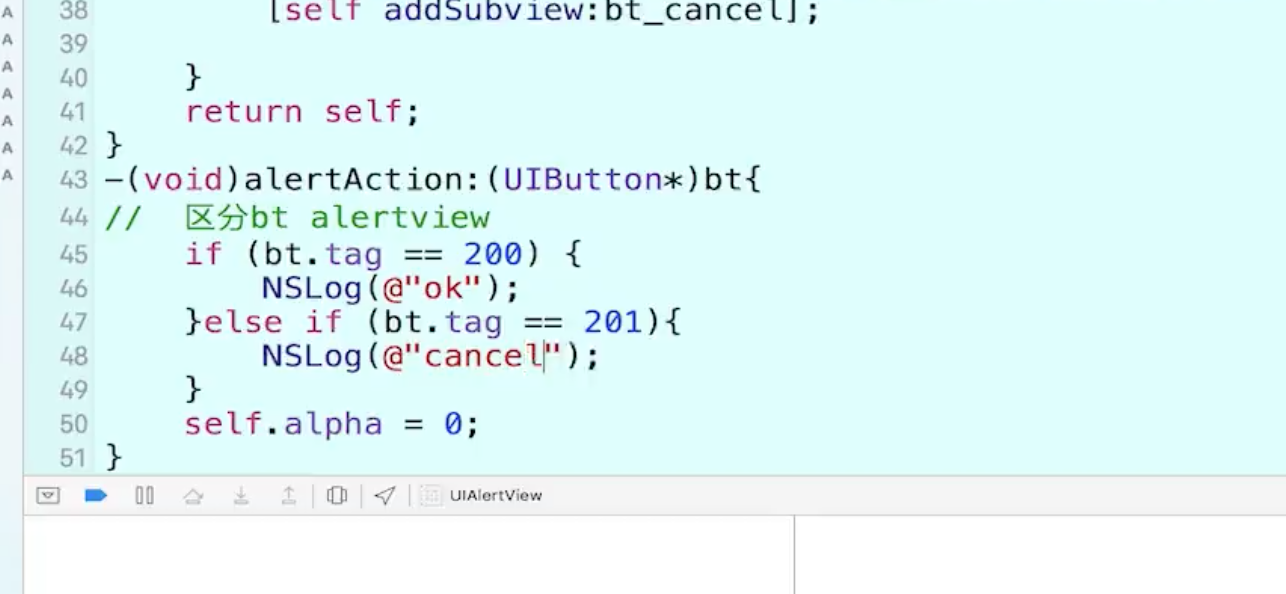 A
A
A
A
A
A
A
38 [self addSubview:bt_cancel];
39
40 }
41 return self;
42 }
43 -(void)alertAction:(UIButton*)bt{
44 // 区分bt alertview
45 if (bt.tag == 200) {
46 NSLog(@"ok");
47 }else if (bt.tag == 201){
48 NSLog(@"cancel");
49 }
50 self.alpha = 0;
51 }
UIAlertView